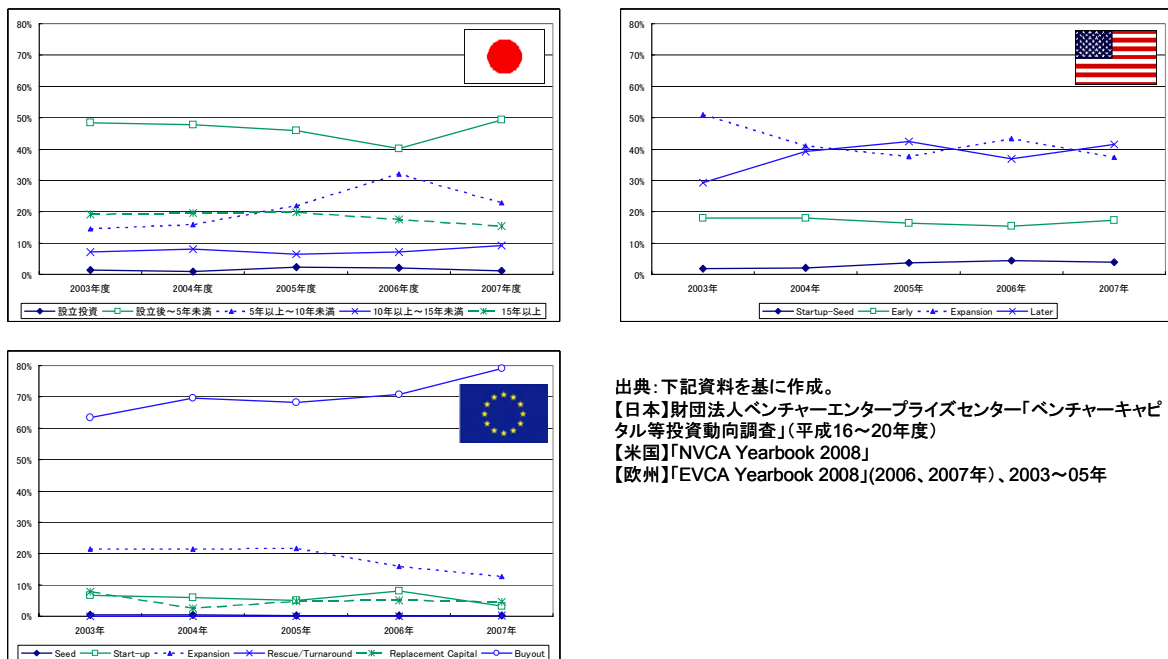 80%
70%
60%
50%
40%
30%
20%
10%
0%
2003年度 2004年度 2005年度 2006年度 2007年度
設立投資 設立後～5年未満 5年以上～10年未満 10年以上～15年未満 15年以上
80%
70%
60%
50%
40%
30%
20%
10%
0%
2003年 2004年 2005年 2006年 2007年
Startup-Seed Early Expansion Later
80%
70%
60%
50%
40%
30%
20%
10%
0%
2003年 2004年 2005年 2006年 2007年
Seed Start-up Expansion Rescue/Turnaround Replacement Capital Buyout
出典:下記資料を基に作成。
【日本】財団法人ベンチャーエンタープライズセンター「ベンチャーキャピ
タル等投資動向調査」(平成16～20年度)
【米国】「NVCA Yearbook 2008」
【欧州】「EVCA Yearbook 2008」(2006、2007年)、2003～05年